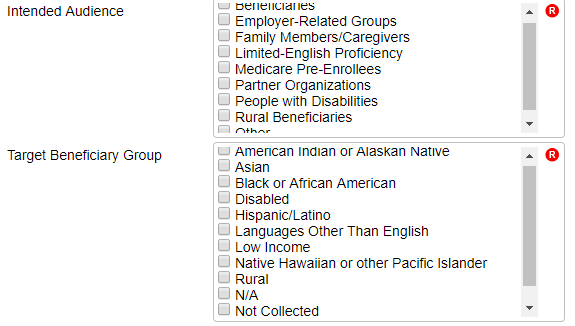 Intended Audience
Beneficiaries
Employer-Related Groups
Family Members/Caregivers
Limited-English Proficiency
Medicare Pre-Enrollees
Partner Organizations
People with Disabilities
Rural Beneficiaries
Other
R
Target Beneficiary Group
American Indian or Alaskan Native
Asian
Black or African American
Disabled
Hispanic/Latino
Languages Other Than English
Low Income
Native Hawaiian or other Pacific Islander
Rural
N/A
Not Collected
R